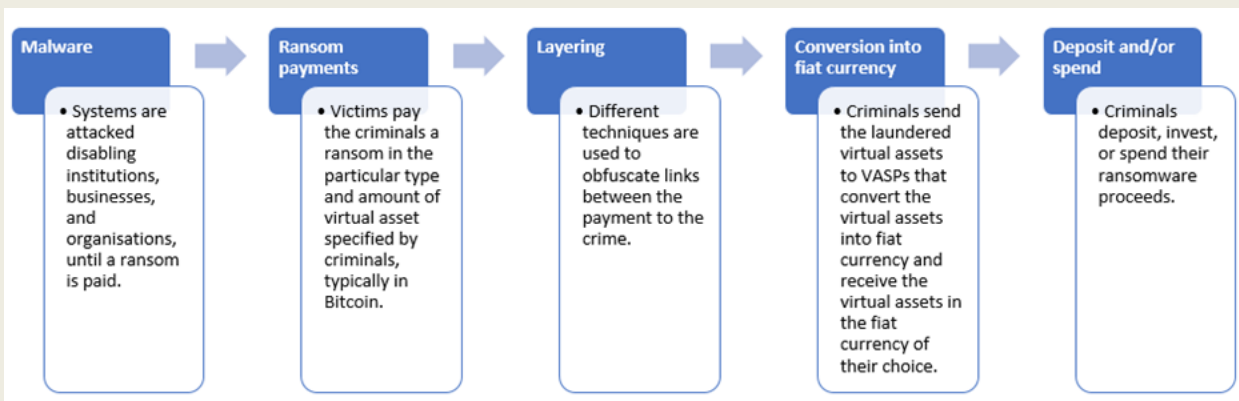 Malware
• Systems are
attacked
disabling
institutions,
businesses,
and
organisations,
until a ransom
is paid.
Ransom
payments
• Victims pay
the criminals a
ransom in the
particular type
and amount of
virtual asset
specified by
criminals,
typically in
Bitcoin.
Layering
• Different
techniques are
used to
obfuscate links
between the
payment to the
crime.
Conversion into
fiat currency
• Criminals send
the laundered
virtual assets
to VASPs that
convert the
virtual assets
into fiat
currency and
receive the
virtual assets in
the fiat
currency of
their choice.
Deposit and/or
spend
• Criminals
deposit, invest,
or spend their
ransomware
proceeds.